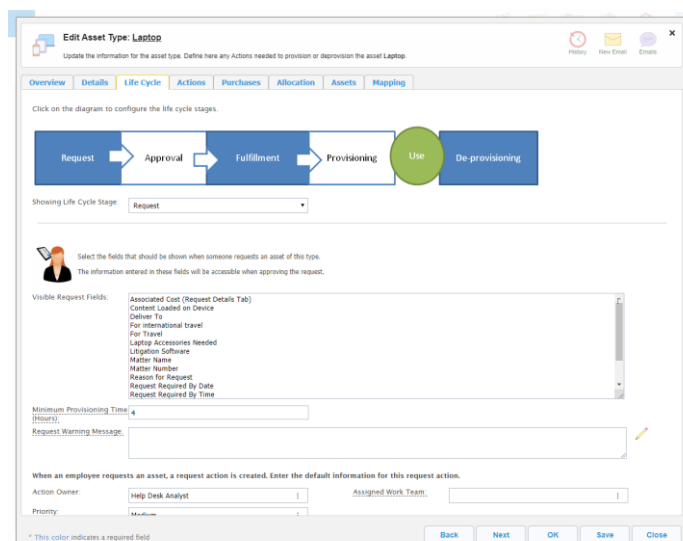 Edit Asset Type: Laptop
Update the information for the asset type. Define here any Actions needed to provision or deprovision the asset Laptop.
History
New Email
Emails
×
Overview
Details
Life Cycle
Actions
Purchases
Allocation
Assets
Mapping
Click on the diagram to configure the life cycle stages.
Request
Approval
Fulfillment
Provisioning
Use
De-provisioning
Showing Life Cycle Stage:
Request
Select the fields that should be shown when someone requests an asset of this type.
The information entered in these fields will be accessible when approving the request.
Visible Request Fields:
Associated Cost (Request Details Tab)
Content Loaded on Device
Deliver To
For international travel
For Travel
Laptop Accessories Needed
Litigation Software
Matter Name
Matter Number
Reason for Request
Request Required By Date
Request Required By Time
Minimum Provisioning Time (Hours):
4
Request Warning Message:
When an employee requests an asset, a request action is created. Enter the default information for this request action.
Action Owner:
Help Desk Analyst
Assigned Work Team:
Priority:
Medium
* This color indicates a required field
Back
Next
OK
Save
Close